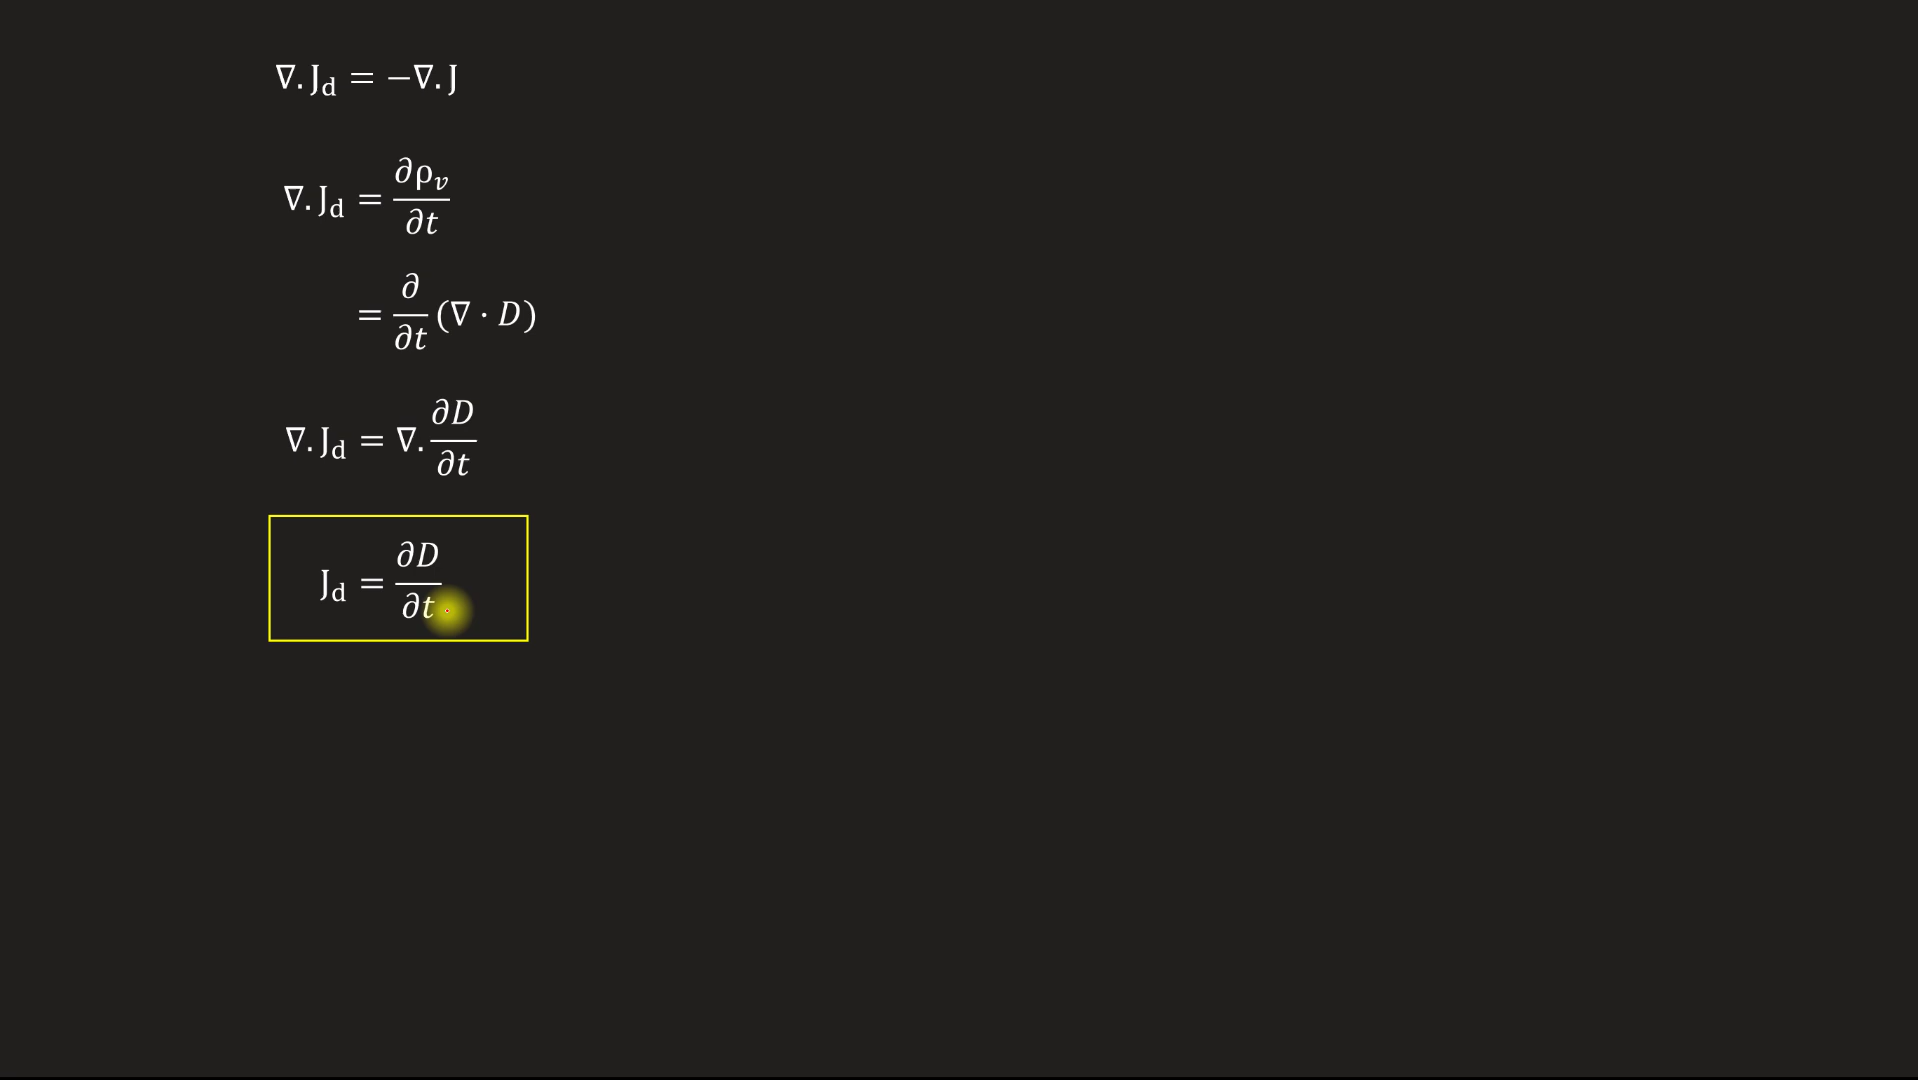 ∇. J_d = −∇. J
∇. J_d = ∂ρ_v/∂t
= ∂/∂t (∇ · D)
∇. J_d = ∇. ∂D/∂t
J_d = ∂D/∂t